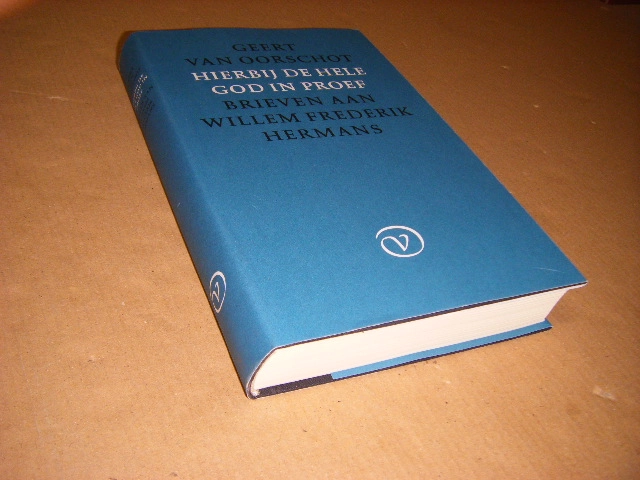 GEERT
VAN OORSCHOT
HIERBIJ DE HELE
GOD IN PROEF
BRIEVEN AAN
WILLEM FREDERIK
HERMANS